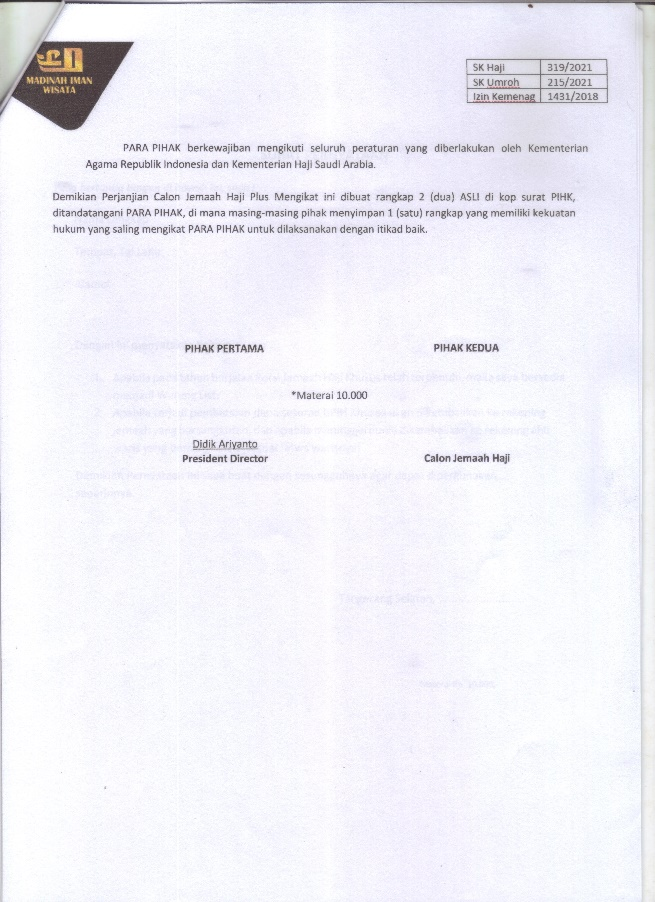 MADINAH IMAN
WISATA
SK Haji 319/2021
SK Umroh 215/2021
Izin Kemenag 1431/2018
PARA PIHAK berkewajiban mengikuti seluruh peraturan yang diberlakukan oleh Kementerian
Agama Republik Indonesia dan Kementerian Haji Saudi Arabia.
Demikian Perjanjian Calon Jemaah Haji Plus Mengikat ini dibuat rangkap 2 (dua) ASLI di kop surat PIHK,
ditandatangani PARA PIHAK, di mana masing-masing pihak menyimpan 1 (satu) rangkap yang memiliki kekuatan
hukum yang saling mengikat PARA PIHAK untuk dilaksanakan dengan itikad baik.
PIHAK PERTAMA PIHAK KEDUA
*Materai 10.000
Didik Ariyanto
President Director Calon Jemaah Haji